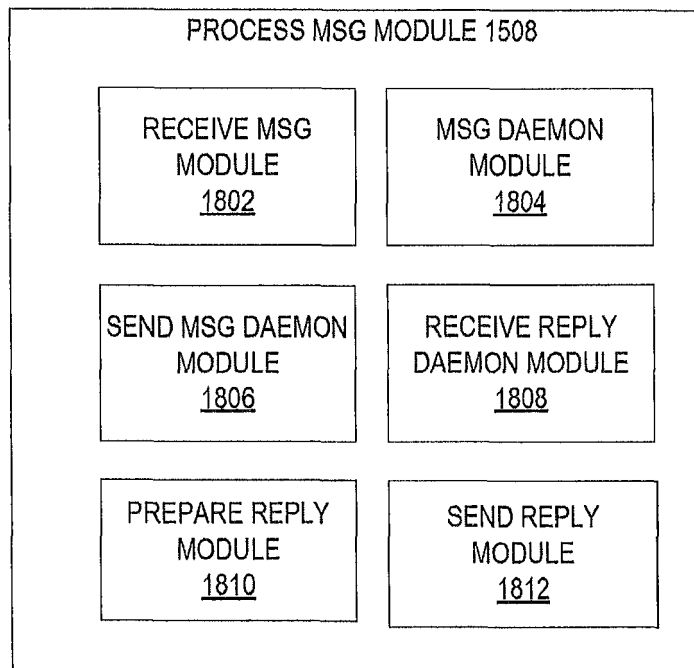 PROCESS MSG MODULE 1508
RECEIVE MSG
MODULE
1802
MSG DAEMON
MODULE
1804
SEND MSG DAEMON
MODULE
1806
RECEIVE REPLY
DAEMON MODULE
1808
PREPARE REPLY
MODULE
1810
SEND REPLY
MODULE
1812